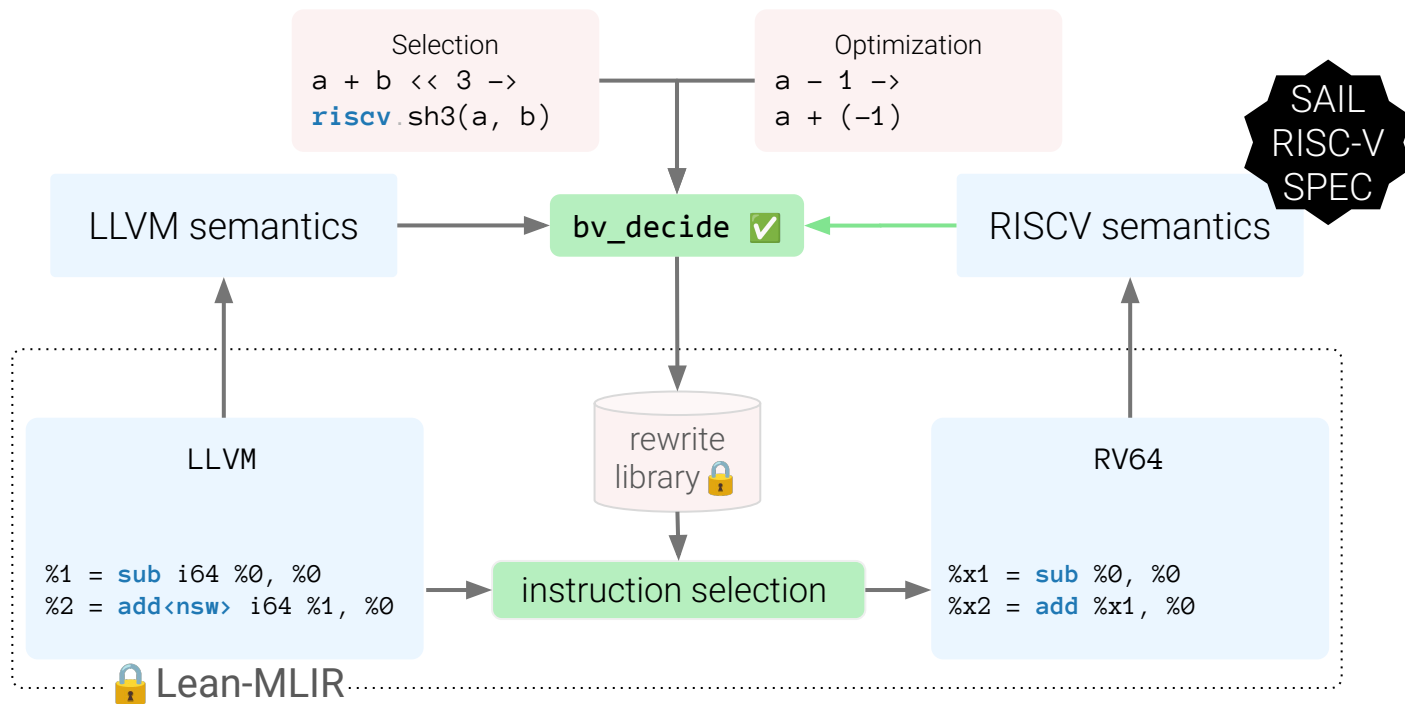 Selection
a + b << 3 ->
riscv.sh3(a, b)
Optimization
a - 1 ->
a + (-1)
SAIL
RISC-V
SPEC
LLVM semantics
bv_decide ✅
RISCV semantics
LLVM
%1 = sub i64 %0, %0
%2 = add<nsw> i64 %1, %0
rewrite
library🔒
instruction selection
RV64
%x1 = sub %0, %0
%x2 = add %x1, %0
🔒Lean-MLIR